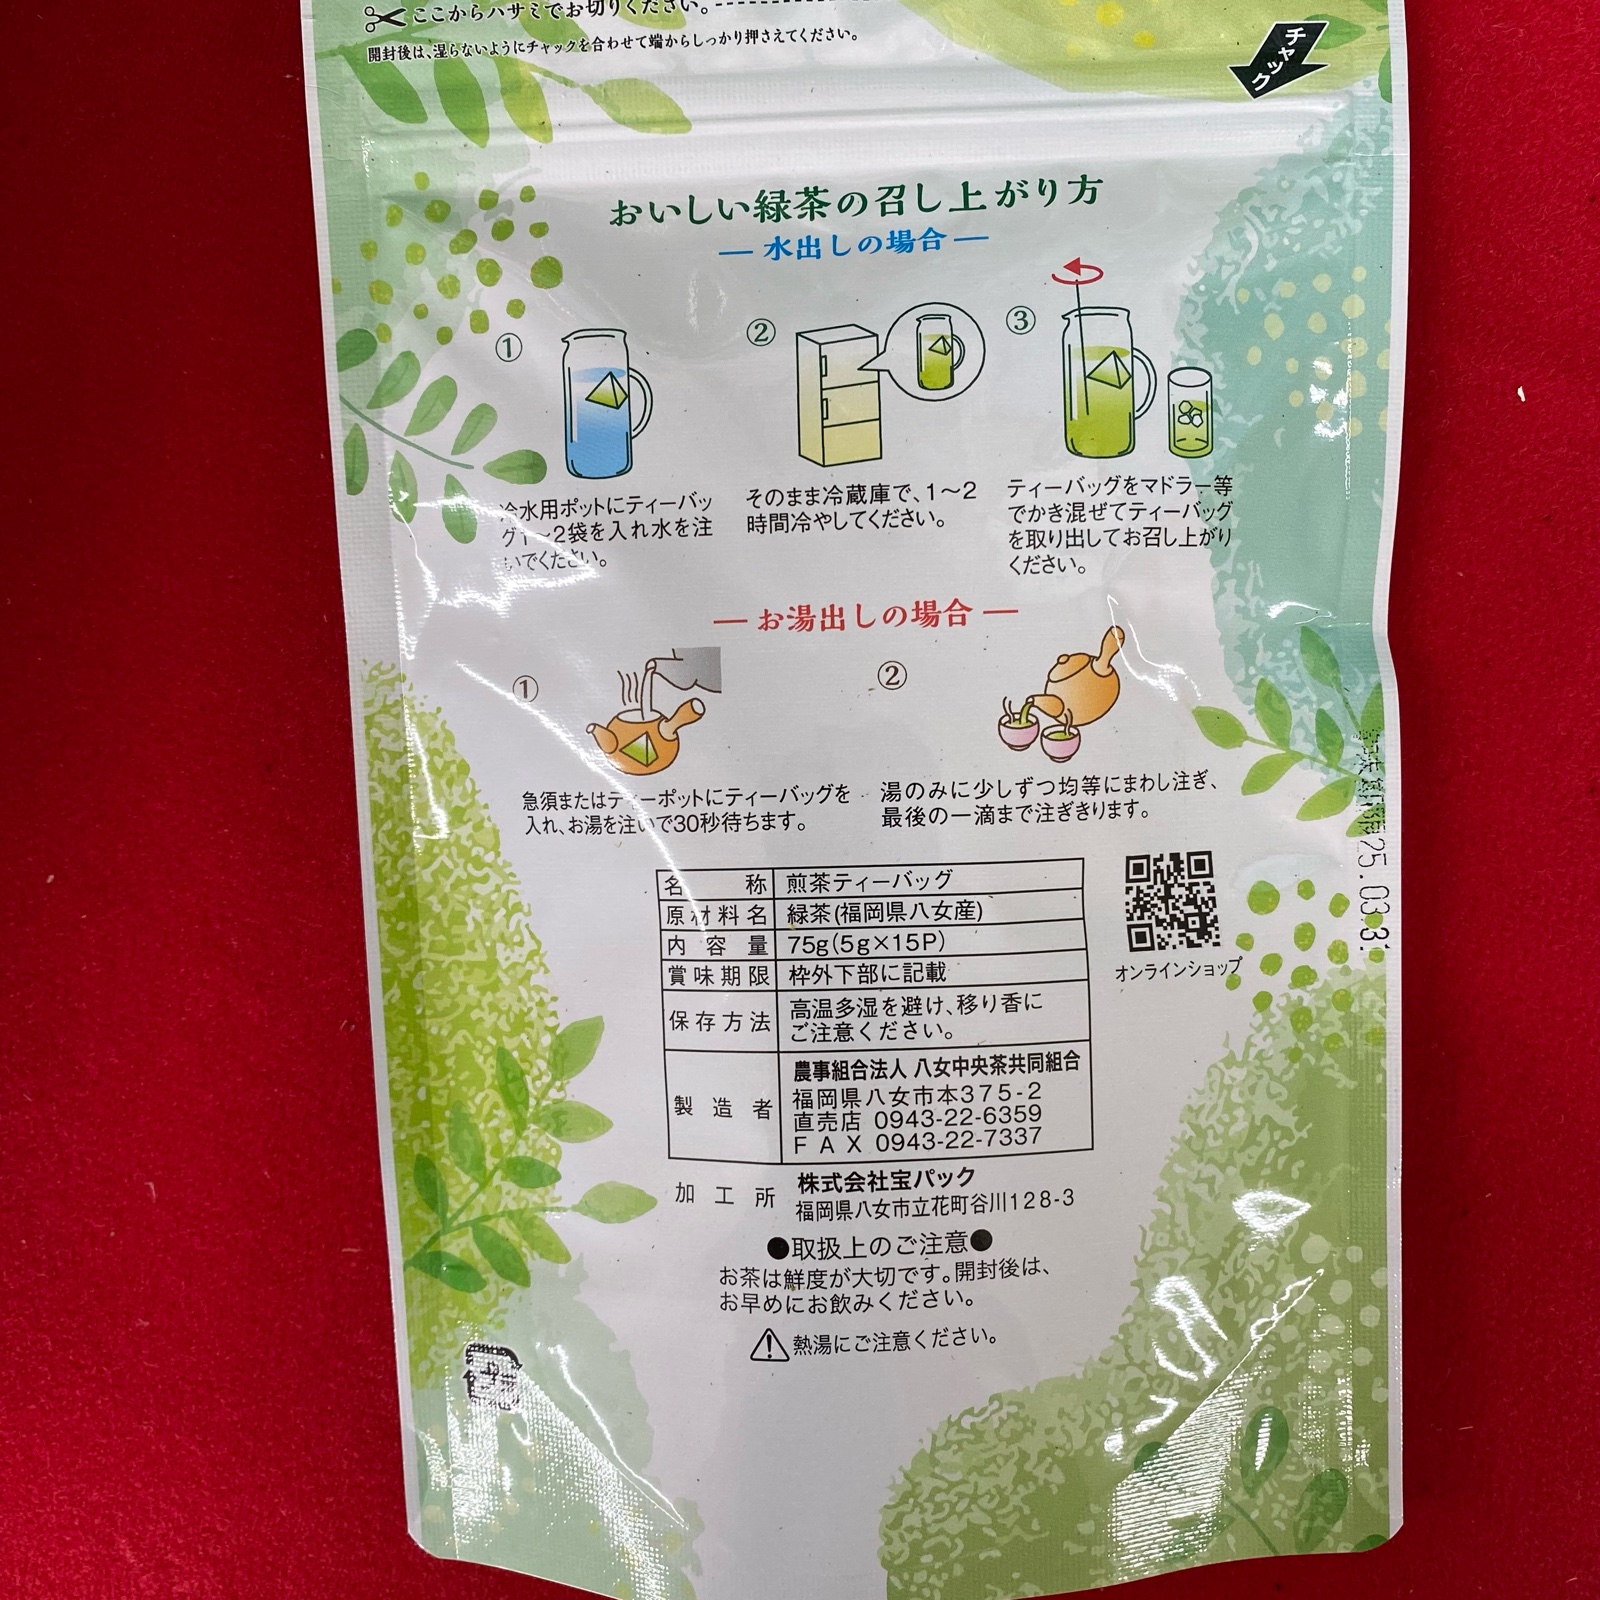 ここからハサミでお切りください。
開封後は、湿らないようにチャックを合わせて端からしっかり押さえてください。
チャック
おいしい緑茶の召し上がり方
― 水出しの場合 ―
①
冷水用ポットにティーバッ
グ1〜2袋を入れ水を注
いでください。
②
そのまま冷蔵庫で、1〜2
時間冷やしてください。
③
ティーバッグをマドラー等
でかき混ぜてティーバッグ
を取り出してお召し上がり
ください。
― お湯出しの場合 ―
①
急須またはティーポットにティーバッグを
入れ、お湯を注いで30秒待ちます。
②
湯のみに少しずつ均等にまわし注ぎ、
最後の一滴まで注ぎきります。
名称 煎茶ティーバッグ
原材料名 緑茶(福岡県八女産)
内容量 75g(5g×15P)
賞味期限 枠外下部に記載
保存方法 高温多湿を避け、移り香に
ご注意ください。
製造者 農事組合法人 八女中央茶共同組合
福岡県八女市本375-2
直売店 0943-22-6359
FAX 0943-22-7337
オンラインショップ
賞味期限25.03.3
加工所 株式会社宝パック
福岡県八女市立花町谷川128-3
●取扱上のご注意●
お茶は鮮度が大切です。開封後は、
お早めにお飲みください。
熱湯にご注意ください。